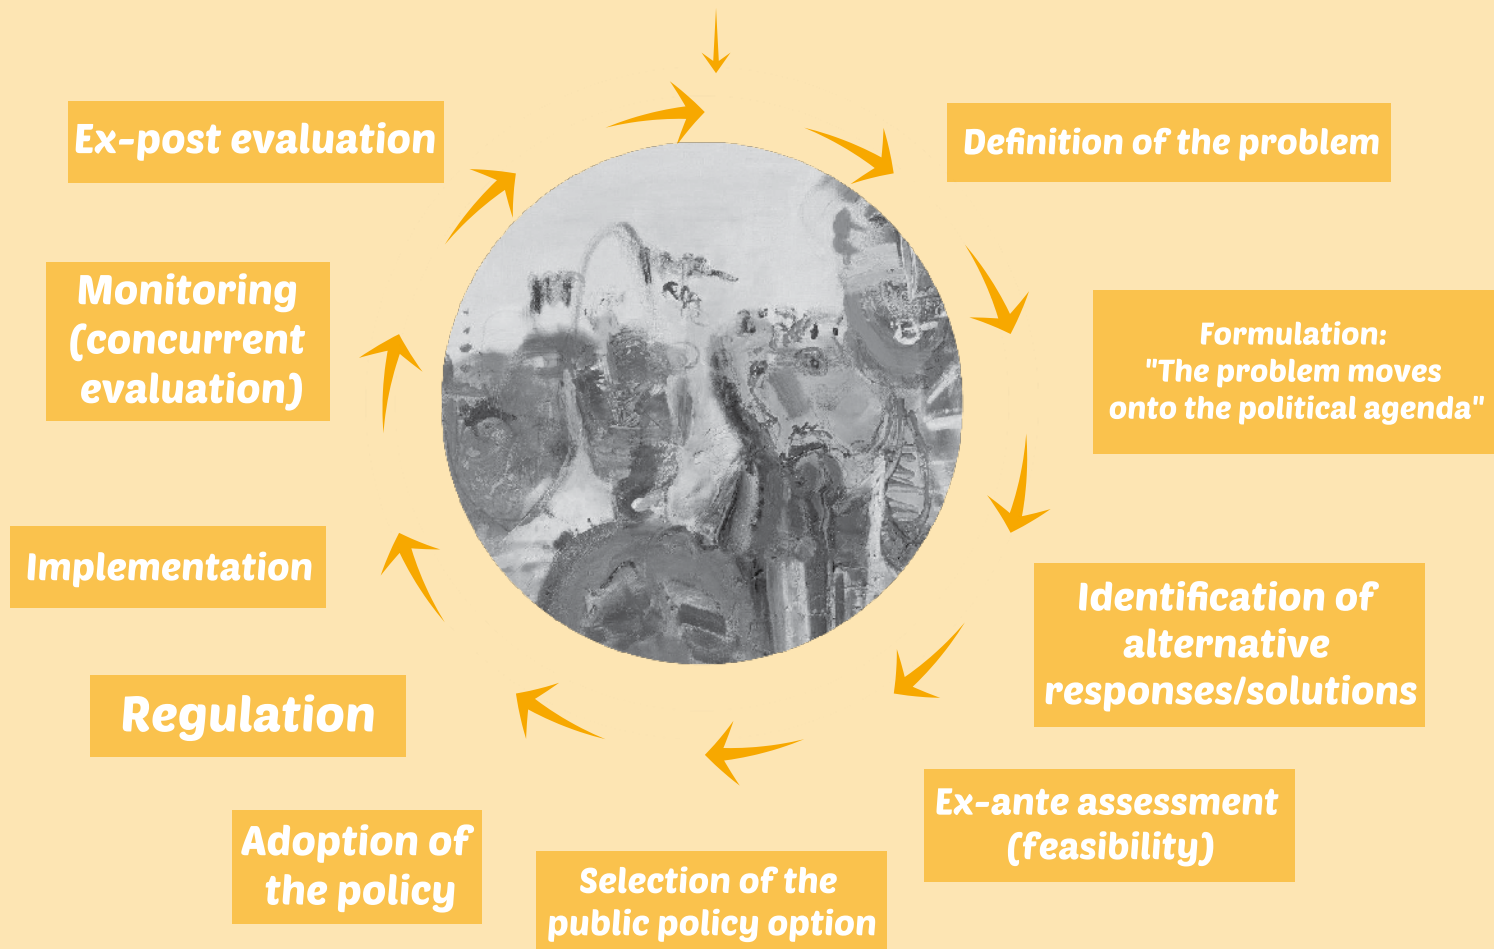 Definition of the problem
Formulation:
"The problem moves
onto the political agenda"
Identification of
alternative
responses/solutions
Ex-ante assessment
(feasibility)
Selection of the
public policy option
Adoption of
the policy
Regulation
Implementation
Monitoring
(concurrent
evaluation)
Ex-post evaluation